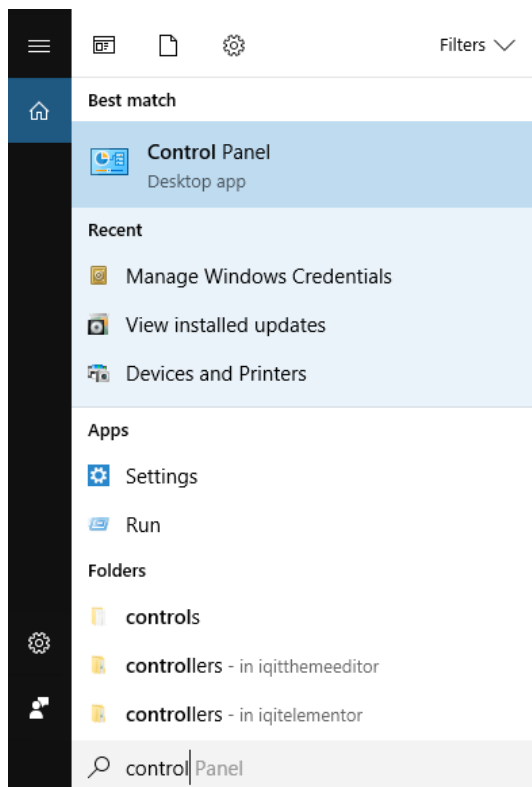 Filters
Best match
Control Panel
Desktop app
Recent
Manage Windows Credentials
View installed updates
Devices and Printers
Apps
Settings
Run
Folders
controls
controllers - in iqitthemeeditor
controllers - in iqitelementor
control Panel